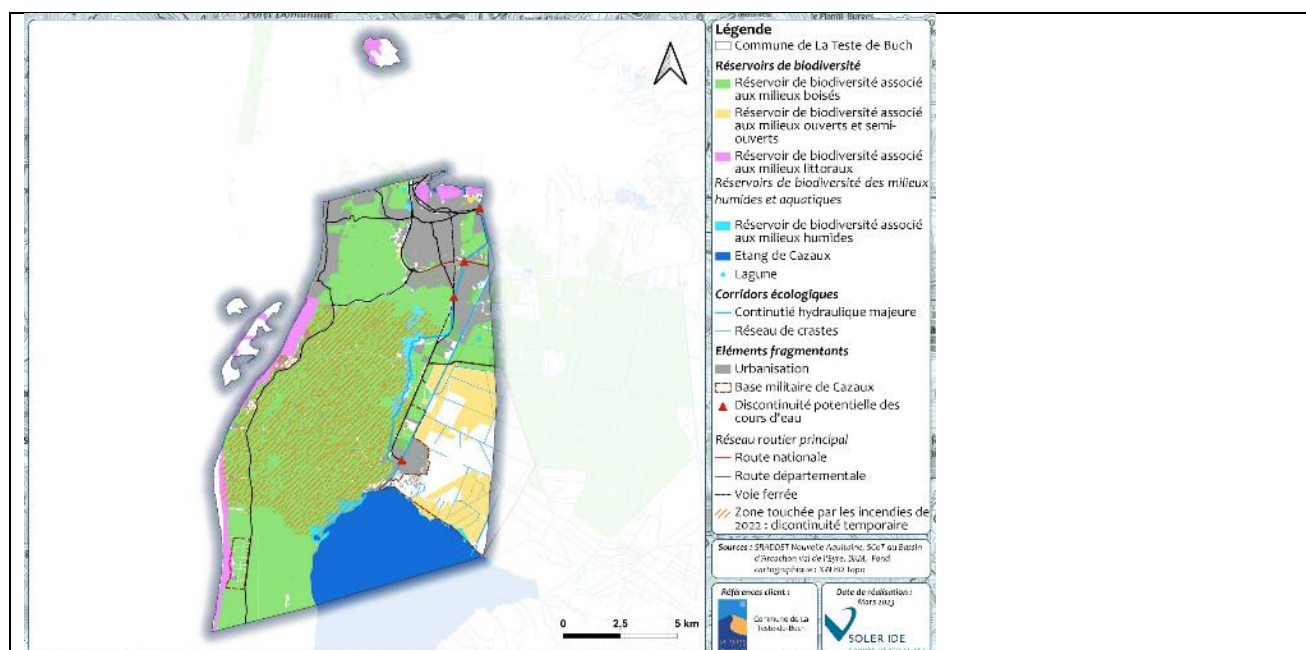 Légende
Commune de La Teste de Buch
Réservoirs de biodiversité
Réservoir de biodiversité associé
aux milieux boisés
Réservoir de biodiversité associé
aux milieux ouverts et semi-
ouverts
Réservoir de biodiversité associé
aux milieux littoraux
Réservoirs de biodiversité des milieux
humides et aquatiques
Réservoir de biodiversité associé
aux milieux humides
Etang de Cazaux
Lagune
Corridors écologiques
Continutié hydraulique majeure
Réseau de crastes
Eléments fragmentants
Urbanisation
Base militaire de Cazaux
Discontinuité potentielle des
cours d'eau
Réseau routier principal
Route nationale
Route départementale
Voie ferrée
Zone touchée par les incendies de
2022 : dicontinuité temporaire
Sources : SRADDET Nouvelle Aquitaine, SCoT du Bassin
d'Arcachon Val de l'Eyre, Fond
cartographique : IGN BD Topo
Références client :
Commune de La
Teste-de-Buch
Date de réalisation :
Mars 2023
SOLER IDE
0 2,5 5 km